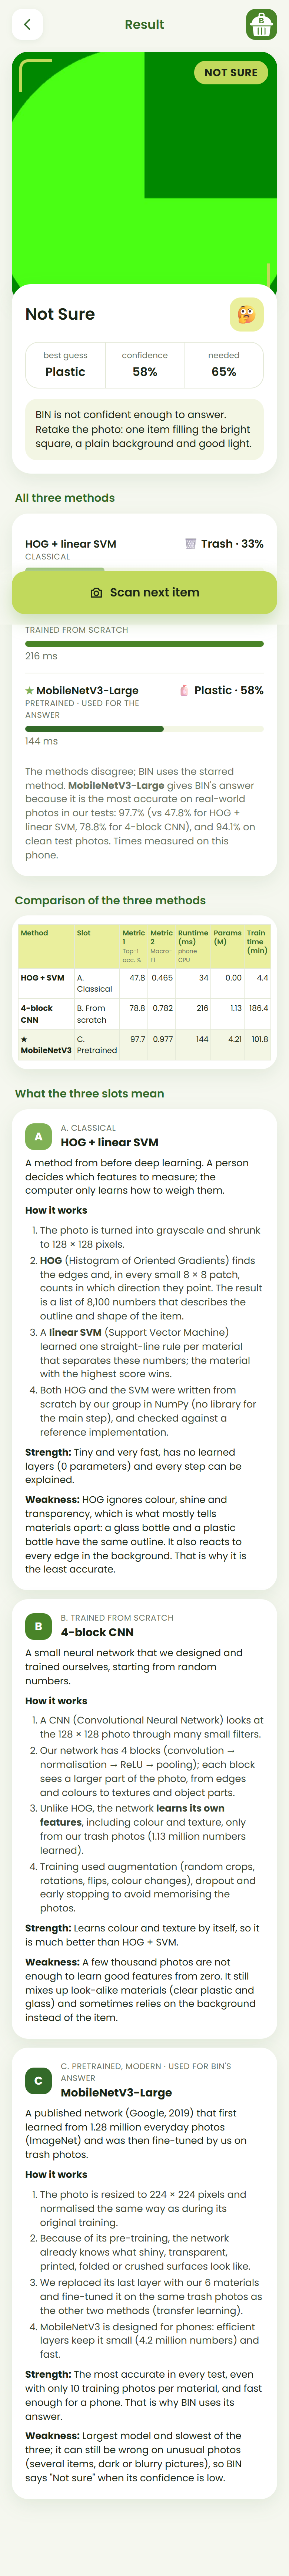 Result
B
NOT SURE
Not Sure
best guess
Plastic
confidence
58%
needed
65%
BIN is not confident enough to answer.
Retake the photo: one item filling the bright
square, a plain background and good light.
All three methods
HOG + linear SVM
Trash · 33%
CLASSICAL
Scan next item
TRAINED FROM SCRATCH
216 ms
★ MobileNetV3-Large
Plastic · 58%
PRETRAINED · USED FOR THE
ANSWER
144 ms
The methods disagree; BIN uses the starred
method. MobileNetV3-Large gives BIN's answer
because it is the most accurate on real-world
photos in our tests: 97.7% (vs 47.8% for HOG +
linear SVM, 78.8% for 4-block CNN), and 94.1% on
clean test photos. Times measured on this
phone.
Comparison of the three methods
Method Slot Metric 1 Top-1 acc. % Metric 2 Macro-F1 Runtime (ms) phone CPU Params (M) Train time (min)
HOG + SVM A. Classical 47.8 0.465 34 0.00 4.4
4-block CNN B. From scratch 78.8 0.782 216 1.13 186.4
★ MobileNetV3 C. Pretrained 97.7 0.977 144 4.21 101.8
What the three slots mean
A
A. CLASSICAL
HOG + linear SVM
A method from before deep learning. A person
decides which features to measure; the
computer only learns how to weigh them.
How it works
1. The photo is turned into grayscale and shrunk
to 128 × 128 pixels.
2. HOG (Histogram of Oriented Gradients) finds
the edges and, in every small 8 × 8 patch,
counts in which direction they point. The result
is a list of 8,100 numbers that describes the
outline and shape of the item.
3. A linear SVM (Support Vector Machine)
learned one straight-line rule per material
that separates these numbers; the material
with the highest score wins.
4. Both HOG and the SVM were written from
scratch by our group in NumPy (no library for
the main step), and checked against a
reference implementation.
Strength: Tiny and very fast, has no learned
layers (0 parameters) and every step can be
explained.
Weakness: HOG ignores colour, shine and
transparency, which is what mostly tells
materials apart: a glass bottle and a plastic
bottle have the same outline. It also reacts to
every edge in the background. That is why it is
the least accurate.
B
B. TRAINED FROM SCRATCH
4-block CNN
A small neural network that we designed and
trained ourselves, starting from random
numbers.
How it works
1. A CNN (Convolutional Neural Network) looks at
the 128 × 128 photo through many small filters.
2. Our network has 4 blocks (convolution →
normalisation → ReLU → pooling); each block
sees a larger part of the photo, from edges
and colours to textures and object parts.
3. Unlike HOG, the network learns its own
features, including colour and texture, only
from our trash photos (1.13 million numbers
learned).
4. Training used augmentation (random crops,
rotations, flips, colour changes), dropout and
early stopping to avoid memorising the
photos.
Strength: Learns colour and texture by itself, so it
is much better than HOG + SVM.
Weakness: A few thousand photos are not
enough to learn good features from zero. It still
mixes up look-alike materials (clear plastic and
glass) and sometimes relies on the background
instead of the item.
C
C. PRETRAINED, MODERN · USED FOR BIN'S
ANSWER
MobileNetV3-Large
A published network (Google, 2019) that first
learned from 1.28 million everyday photos
(ImageNet) and was then fine-tuned by us on
trash photos.
How it works
1. The photo is resized to 224 × 224 pixels and
normalised the same way as during its
original training.
2. Because of its pre-training, the network
already knows what shiny, transparent,
printed, folded or crushed surfaces look like.
3. We replaced its last layer with our 6 materials
and fine-tuned it on the same trash photos as
the other two methods (transfer learning).
4. MobileNetV3 is designed for phones: efficient
layers keep it small (4.2 million numbers) and
fast.
Strength: The most accurate in every test, even
with only 10 training photos per material, and fast
enough for a phone. That is why BIN uses its
answer.
Weakness: Largest model and slowest of the
three; it can still be wrong on unusual photos
(several items, dark or blurry pictures), so BIN
says "Not sure" when its confidence is low.